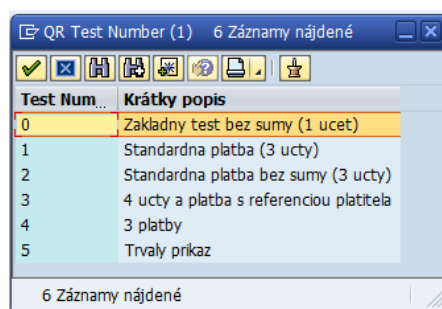 QR Test Number (1) 6 Záznamy nájdené
Test Num... Krátky popis
0 Zakladny test bez sumy (1 ucet)
1 Standardna platba (3 ucty)
2 Standardna platba bez sumy (3 ucty)
3 4 ucty a platba s referenciou platitela
4 3 platby
5 Trvaly prikaz
6 Záznamy nájdené